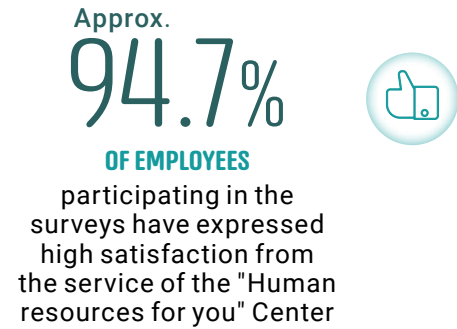 Approx.
94.7%
OF EMPLOYEES
participating in the
surveys have expressed
high satisfaction from
the service of the "Human
resources for you" Center